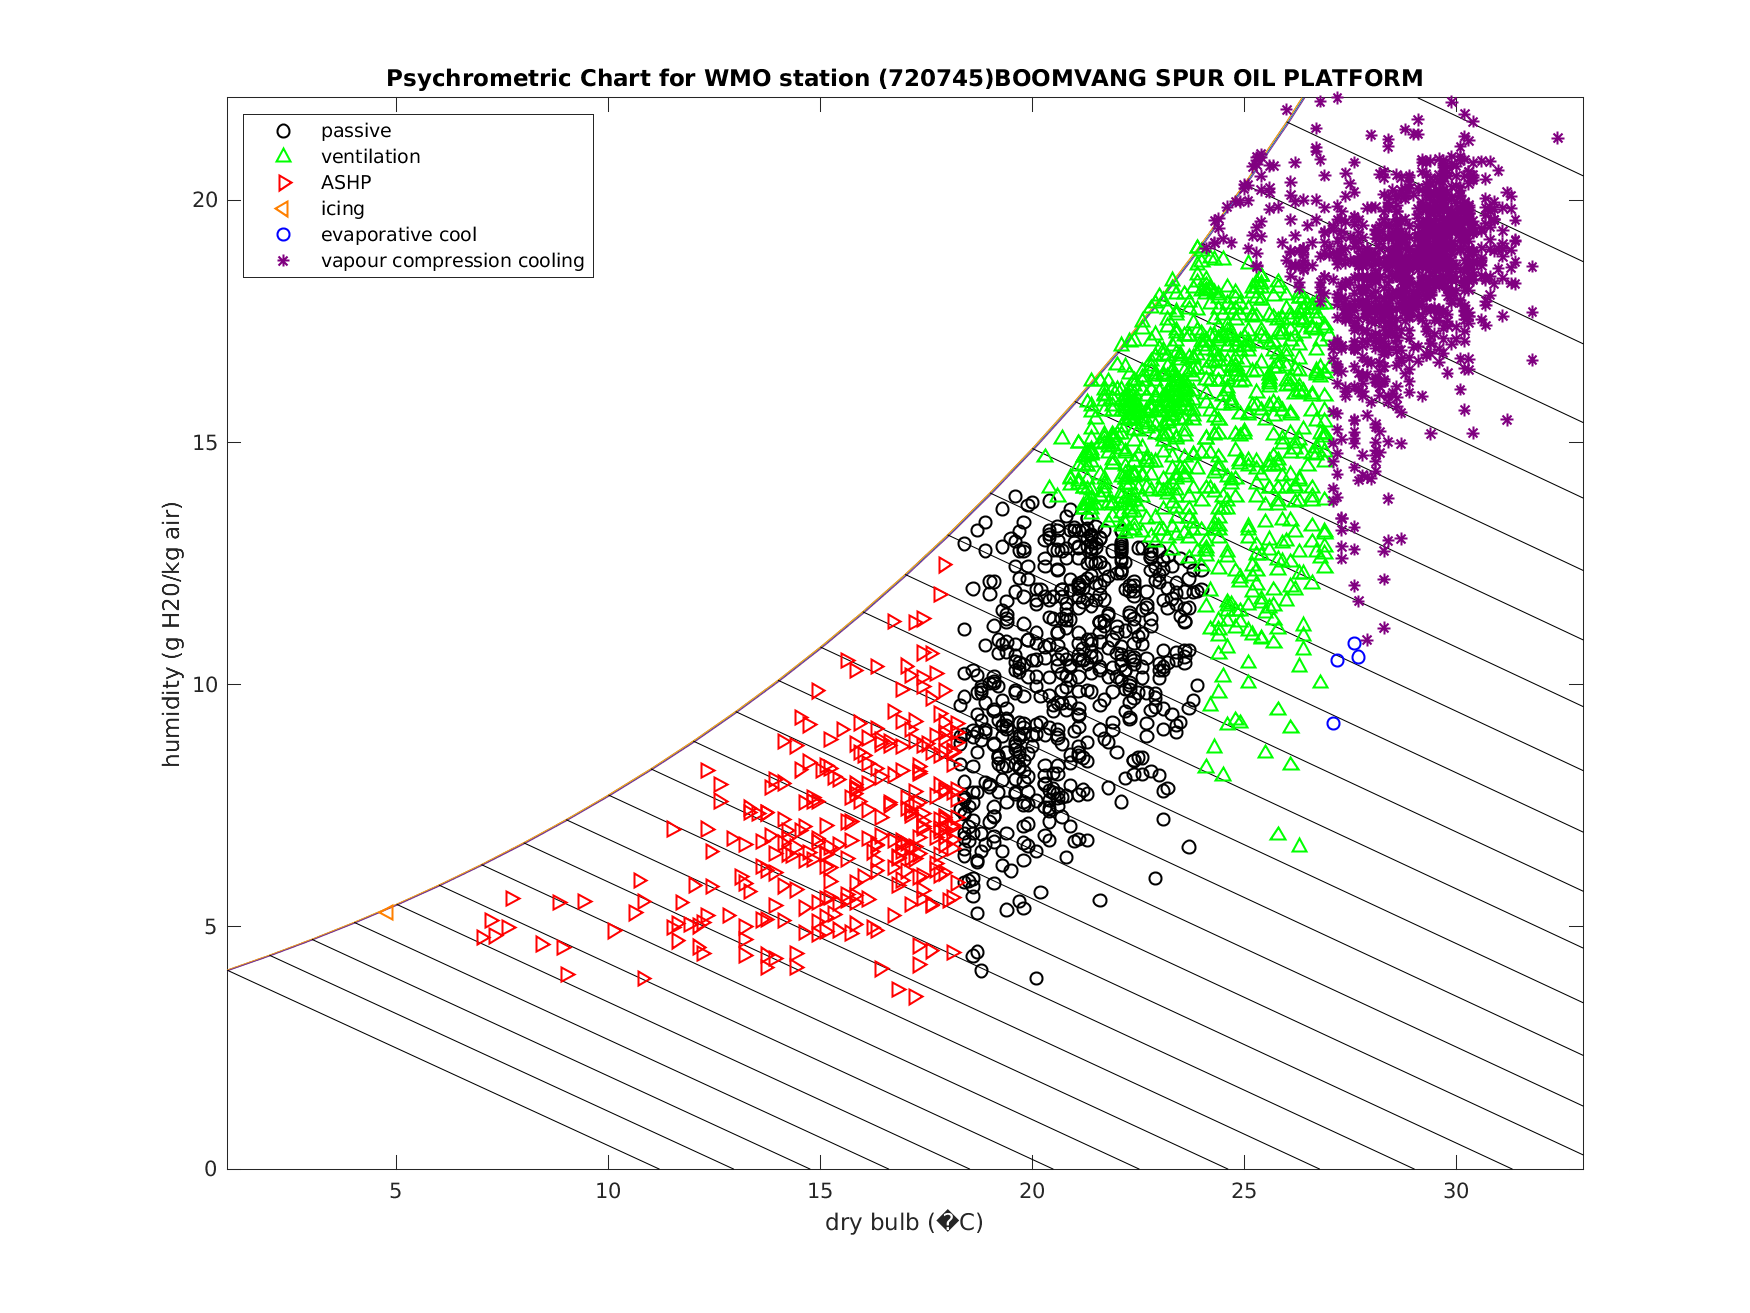 Psychrometric Chart for WMO station (720745)BOOMVANG SPUR OIL PLATFORM
passive
ventilation
ASHP
icing
evaporative cool
vapour compression cooling
humidity (g H20/kg air)
20
15
10
5
0
5 10 15 20 25 30
dry bulb (�C)